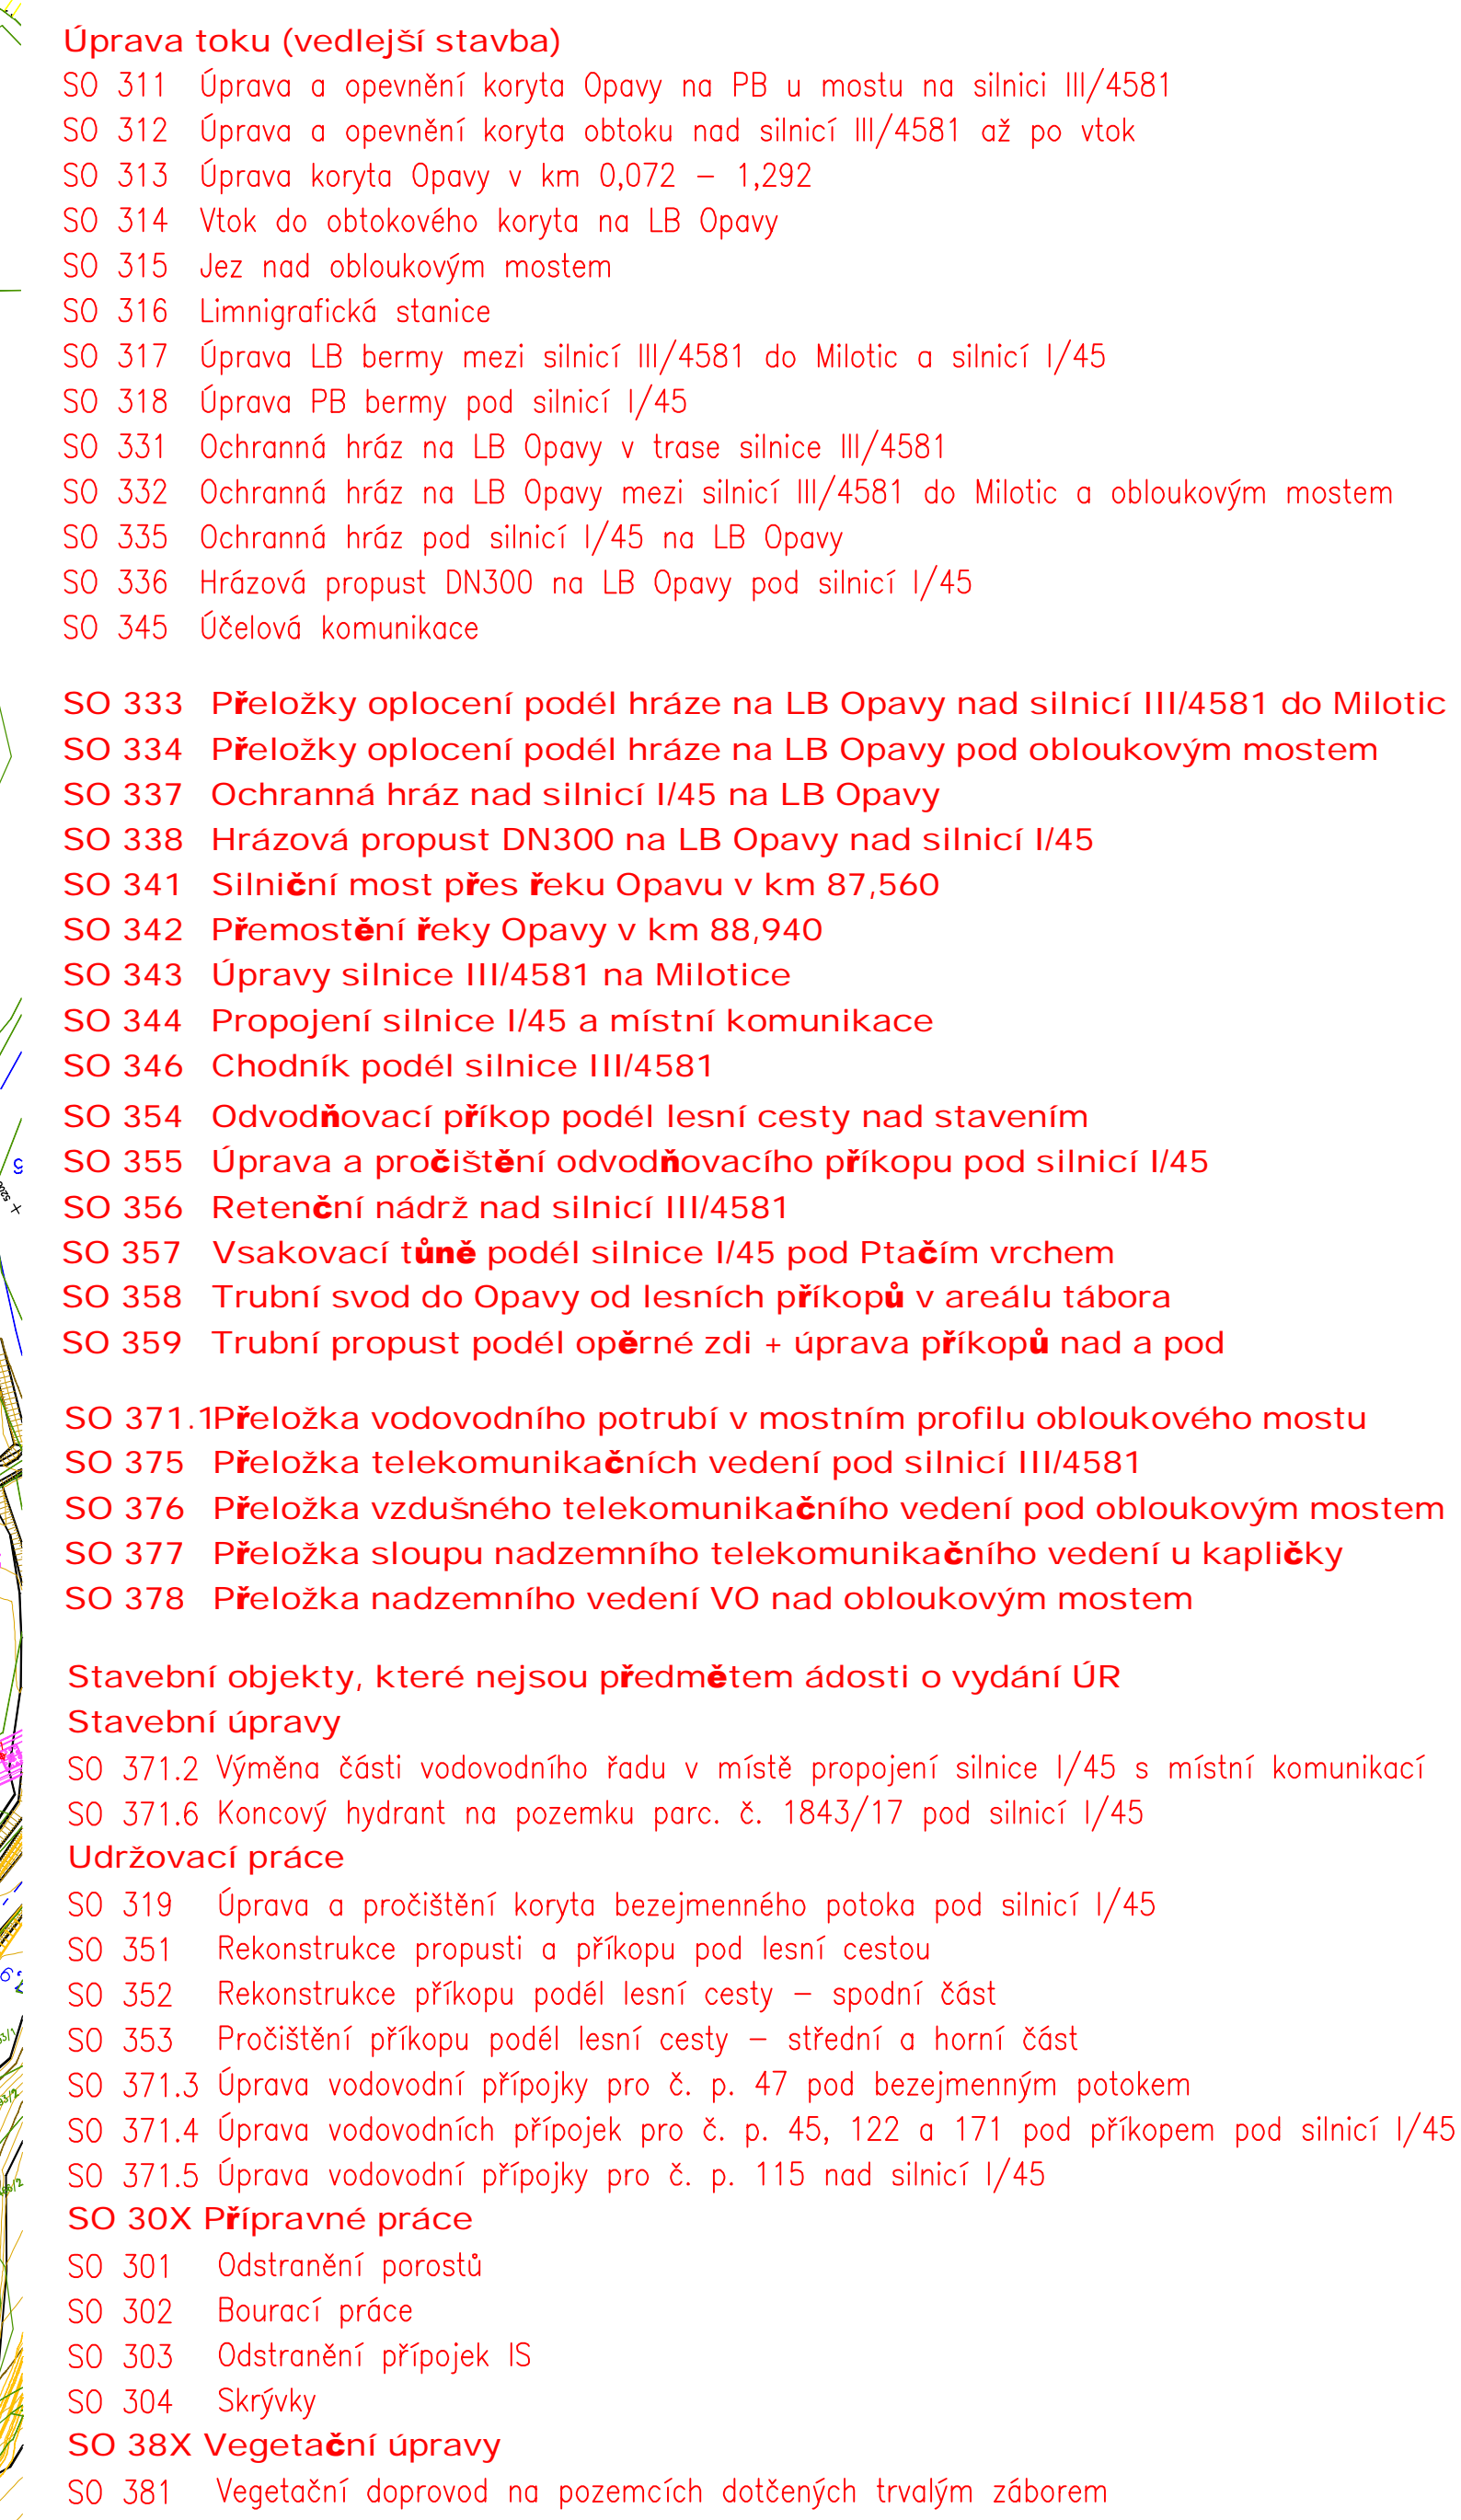 Úprava toku (vedlejší stavba)
SO 311 Úprava a opevnění koryta Opavy na PB u mostu na silnici III/4581
SO 312 Úprava a opevnění koryta obtoku nad silnicí III/4581 až po vtok
SO 313 Úprava koryta Opavy v km 0,072 – 1,292
SO 314 Vtok do obtokového koryta na LB Opavy
SO 315 Jez nad obloukovým mostem
SO 316 Limnigrafická stanice
SO 317 Úprava LB bermy mezi silnicí III/4581 do Milotic a silnicí I/45
SO 318 Úprava PB bermy pod silnicí I/45
SO 331 Ochranná hráz na LB Opavy v trase silnice III/4581
SO 332 Ochranná hráz na LB Opavy mezi silnicí III/4581 do Milotic a obloukovým mostem
SO 335 Ochranná hráz pod silnicí I/45 na LB Opavy
SO 336 Hrázová propust DN300 na LB Opavy pod silnicí I/45
SO 345 Účelová komunikace
SO 333 Přeložky oplocení podél hráze na LB Opavy nad silnicí III/4581 do Milotic
SO 334 Přeložky oplocení podél hráze na LB Opavy pod obloukovým mostem
SO 337 Ochranná hráz nad silnicí I/45 na LB Opavy
SO 338 Hrázová propust DN300 na LB Opavy nad silnicí I/45
SO 341 Silniční most přes řeku Opavu v km 87,560
SO 342 Přemostění řeky Opavy v km 88,940
SO 343 Úpravy silnice III/4581 na Milotice
SO 344 Propojení silnice I/45 a místní komunikace
SO 346 Chodník podél silnice III/4581
SO 354 Odvodňovací příkop podél lesní cesty nad stavením
SO 355 Úprava a pročištění odvodňovacího příkopu pod silnicí I/45
SO 356 Retenční nádrž nad silnicí III/4581
SO 357 Vsakovací tůně podél silnice I/45 pod Ptačím vrchem
SO 358 Trubní svod do Opavy od lesních příkopů v areálu tábora
SO 359 Trubní propust podél opěrné zdi + úprava příkopů nad a pod
SO 371.1Přeložka vodovodního potrubí v mostním profilu obloukového mostu
SO 375 Přeložka telekomunikačních vedení pod silnicí III/4581
SO 376 Přeložka vzdušného telekomunikačního vedení pod obloukovým mostem
SO 377 Přeložka sloupu nadzemního telekomunikačního vedení u kapličky
SO 378 Přeložka nadzemního vedení VO nad obloukovým mostem
Stavební objekty, které nejsou předmětem ádosti o vydání ÚR
Stavební úpravy
SO 371.2 Výměna části vodovodního řadu v místě propojení silnice I/45 s místní komunikací
SO 371.6 Koncový hydrant na pozemku parc. č. 1843/17 pod silnicí I/45
Udržovací práce
SO 319 Úprava a pročištění koryta bezejmenného potoka pod silnicí I/45
SO 351 Rekonstrukce propusti a příkopu pod lesní cestou
SO 352 Rekonstrukce příkopu podél lesní cesty – spodní část
SO 353 Pročištění příkopu podél lesní cesty – střední a horní část
SO 371.3 Úprava vodovodní přípojky pro č. p. 47 pod bezejmenným potokem
SO 371.4 Úprava vodovodních přípojek pro č. p. 45, 122 a 171 pod příkopem pod silnicí I/45
SO 371.5 Úprava vodovodní přípojky pro č. p. 115 nad silnicí I/45
SO 30X Přípravné práce
SO 301 Odstranění porostů
SO 302 Bourací práce
SO 303 Odstranění přípojek IS
SO 304 Skrývky
SO 38X Vegetační úpravy
SO 381 Vegetační doprovod na pozemcích dotčených trvalým záborem